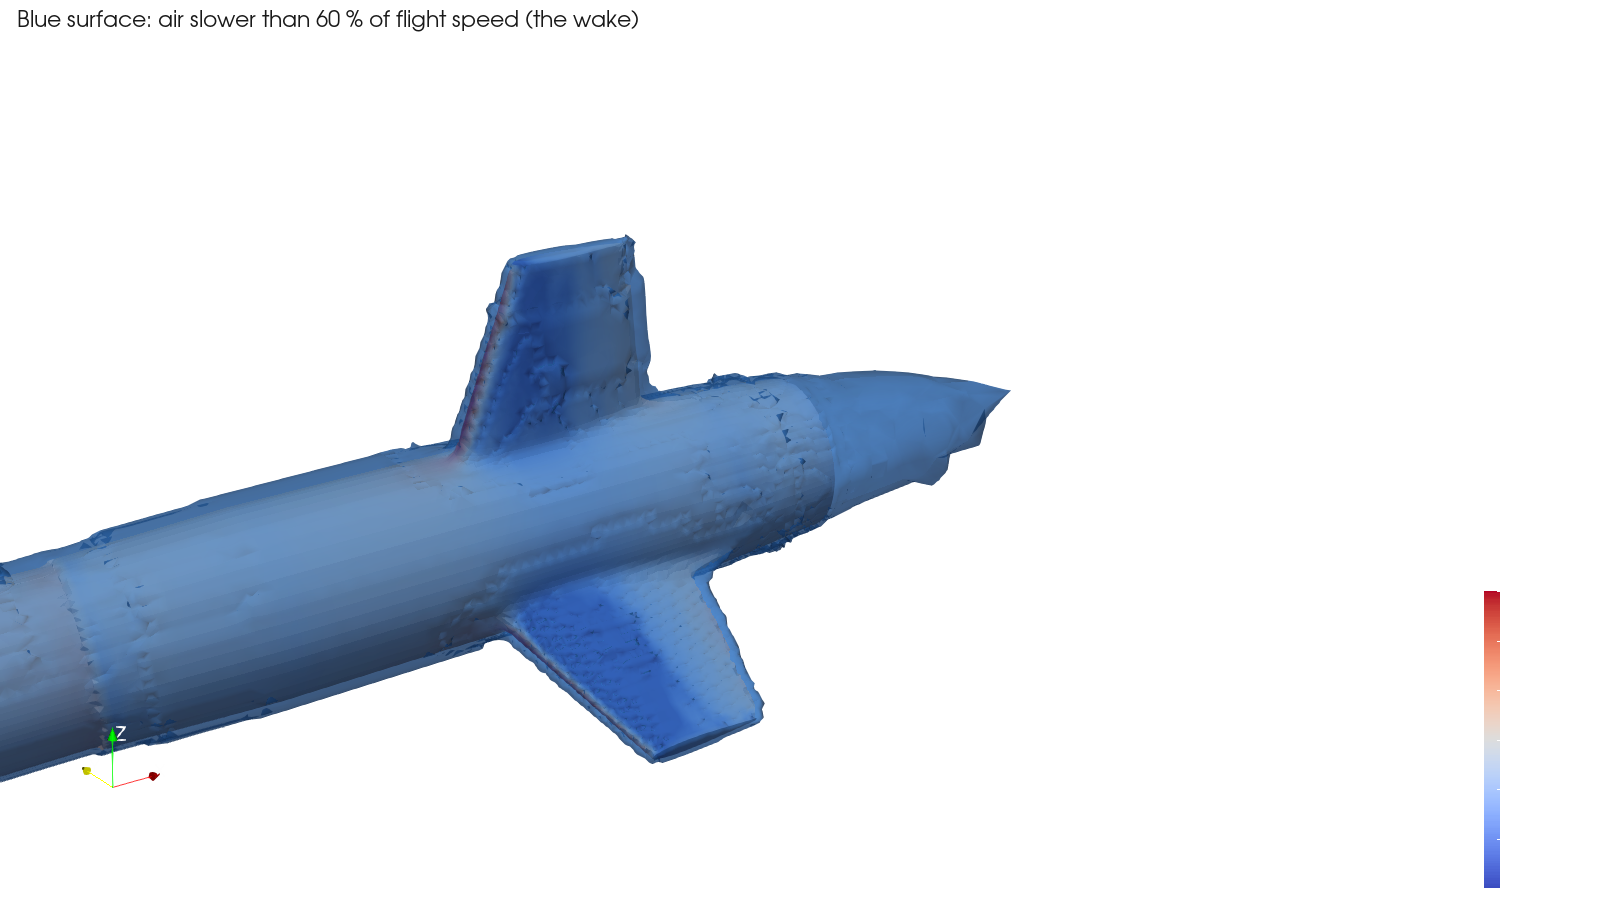 Blue surface: air slower than 60 % of flight speed (the wake)
Z